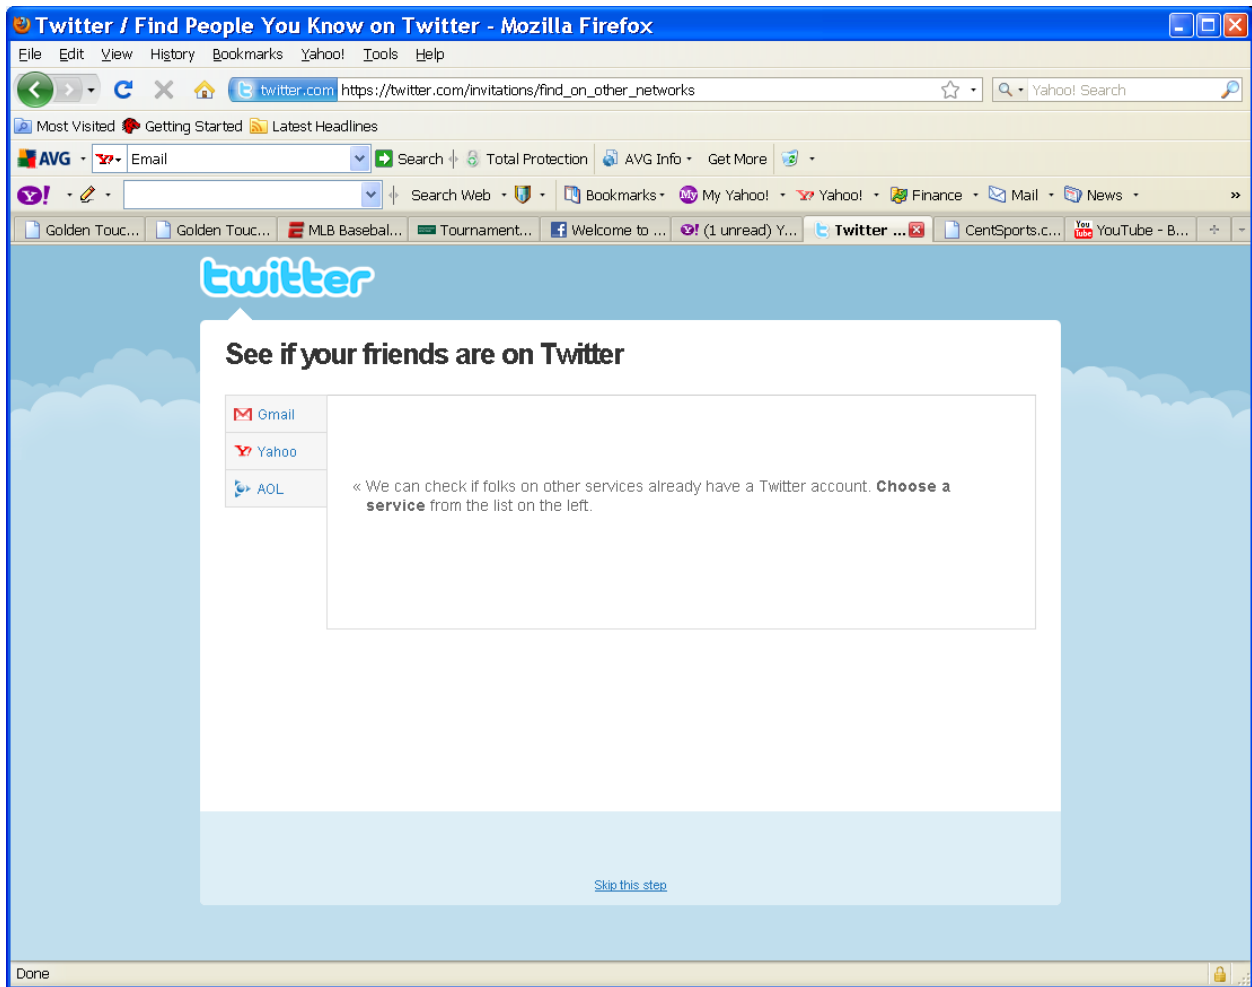 Twitter / Find People You Know on Twitter - Mozilla Firefox
File Edit View History Bookmarks Yahoo! Tools Help
twitter.com https://twitter.com/invitations/find_on_other_networks Yahoo! Search
Most Visited Getting Started Latest Headlines
AVG Email Search Total Protection AVG Info Get More
Search Web Bookmarks My Yahoo! Yahoo! Finance Mail News »
Golden Touc... Golden Touc... MLB Basebal... Tournament... Welcome to ... (1 unread) Y... Twitter ... CentSports.c... YouTube - B...
twitter
See if your friends are on Twitter
Gmail
Yahoo
AOL
« We can check if folks on other services already have a Twitter account. Choose a
service from the list on the left.
Skip this step
Done